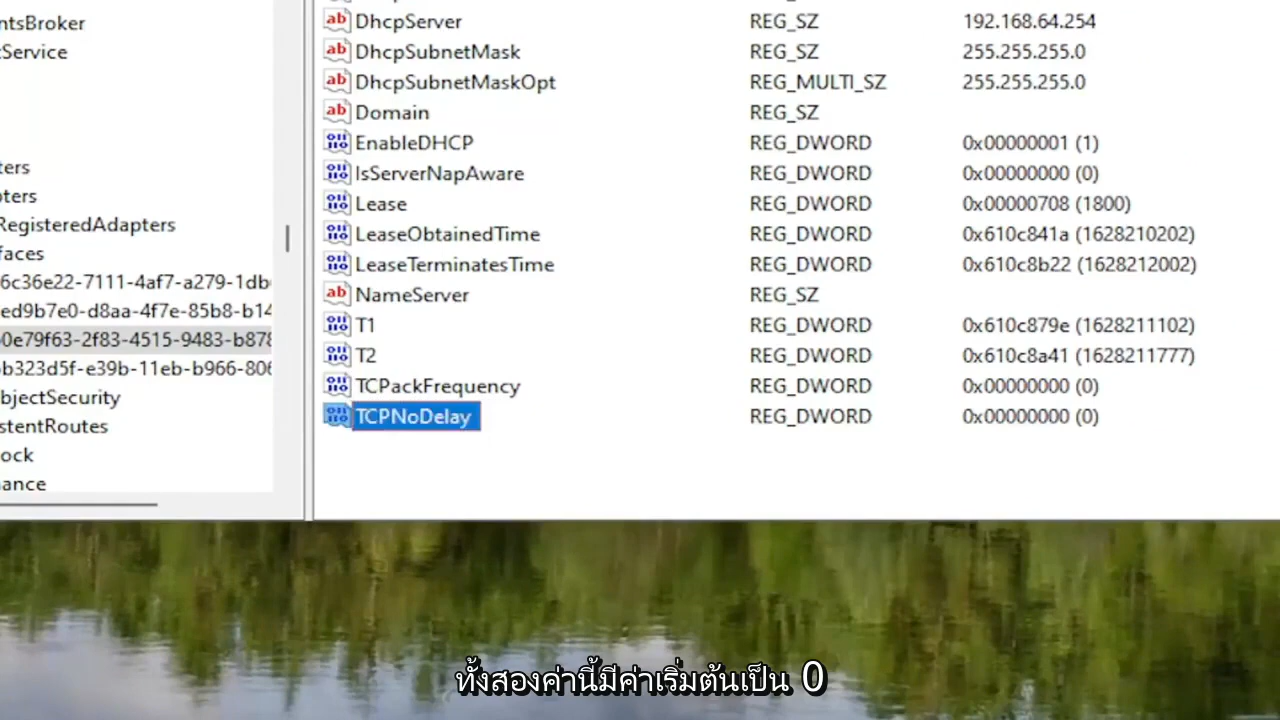 ntsBroker
Service
ters
oters
RegisteredAdapters
faces
6c36e22-7111-4af7-a279-1db
ed9b7e0-d8aa-4f7e-85b8-b14
0e79f63-2f83-4515-9483-b878
b323d5f-e39b-11eb-b966-806
bjectSecurity
stentRoutes
ock
ance
DhcpServer REG_SZ 192.168.64.254
DhcpSubnetMask REG_SZ 255.255.255.0
DhcpSubnetMaskOpt REG_MULTI_SZ 255.255.255.0
Domain REG_SZ
EnableDHCP REG_DWORD 0x00000001 (1)
IsServerNapAware REG_DWORD 0x00000000 (0)
Lease REG_DWORD 0x00000708 (1800)
LeaseObtainedTime REG_DWORD 0x610c841a (1628210202)
LeaseTerminatesTime REG_DWORD 0x610c8b22 (1628212002)
NameServer REG_SZ
T1 REG_DWORD 0x610c879e (1628211102)
T2 REG_DWORD 0x610c8a41 (1628211777)
TCPackFrequency REG_DWORD 0x00000000 (0)
TCPNoDelay REG_DWORD 0x00000000 (0)
ทั้งสองค่านี้มีค่าเริ่มต้นเป็น 0